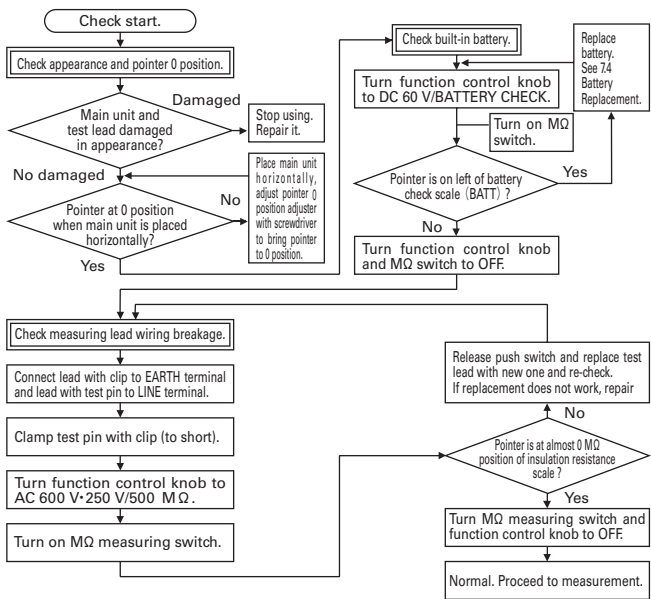 Check start.
Check appearance and pointer 0 position.
Damaged
Main unit and
test lead damaged
in appearance?
Stop using.
Repair it.
No damaged
Place main unit
horizontally,
adjust pointer 0
position adjuster
with screwdriver
to bring pointer
to 0 position.
No
Pointer at 0 position
when main unit is placed
horizontally?
Yes
Check built-in battery.
Replace
battery.
See 7.4
Battery
Replacement.
Turn function control knob
to DC 60 V/BATTERY CHECK.
Turn on MΩ
switch.
Yes
Pointer is on left of battery
check scale (BATT) ?
No
Turn function control knob
and MΩ switch to OFF.
Check measuring lead wiring breakage.
Connect lead with clip to EARTH terminal
and lead with test pin to LINE terminal.
Clamp test pin with clip (to short).
Turn function control knob to
AC 600 V•250 V/500 MΩ.
Turn on MΩ measuring switch.
Release push switch and replace test
lead with new one and re-check.
If replacement does not work, repair
No
Pointer is at almost 0 MΩ
position of insulation resistance
scale ?
Yes
Turn MΩ measuring switch and
function control knob to OFF.
Normal. Proceed to measurement.